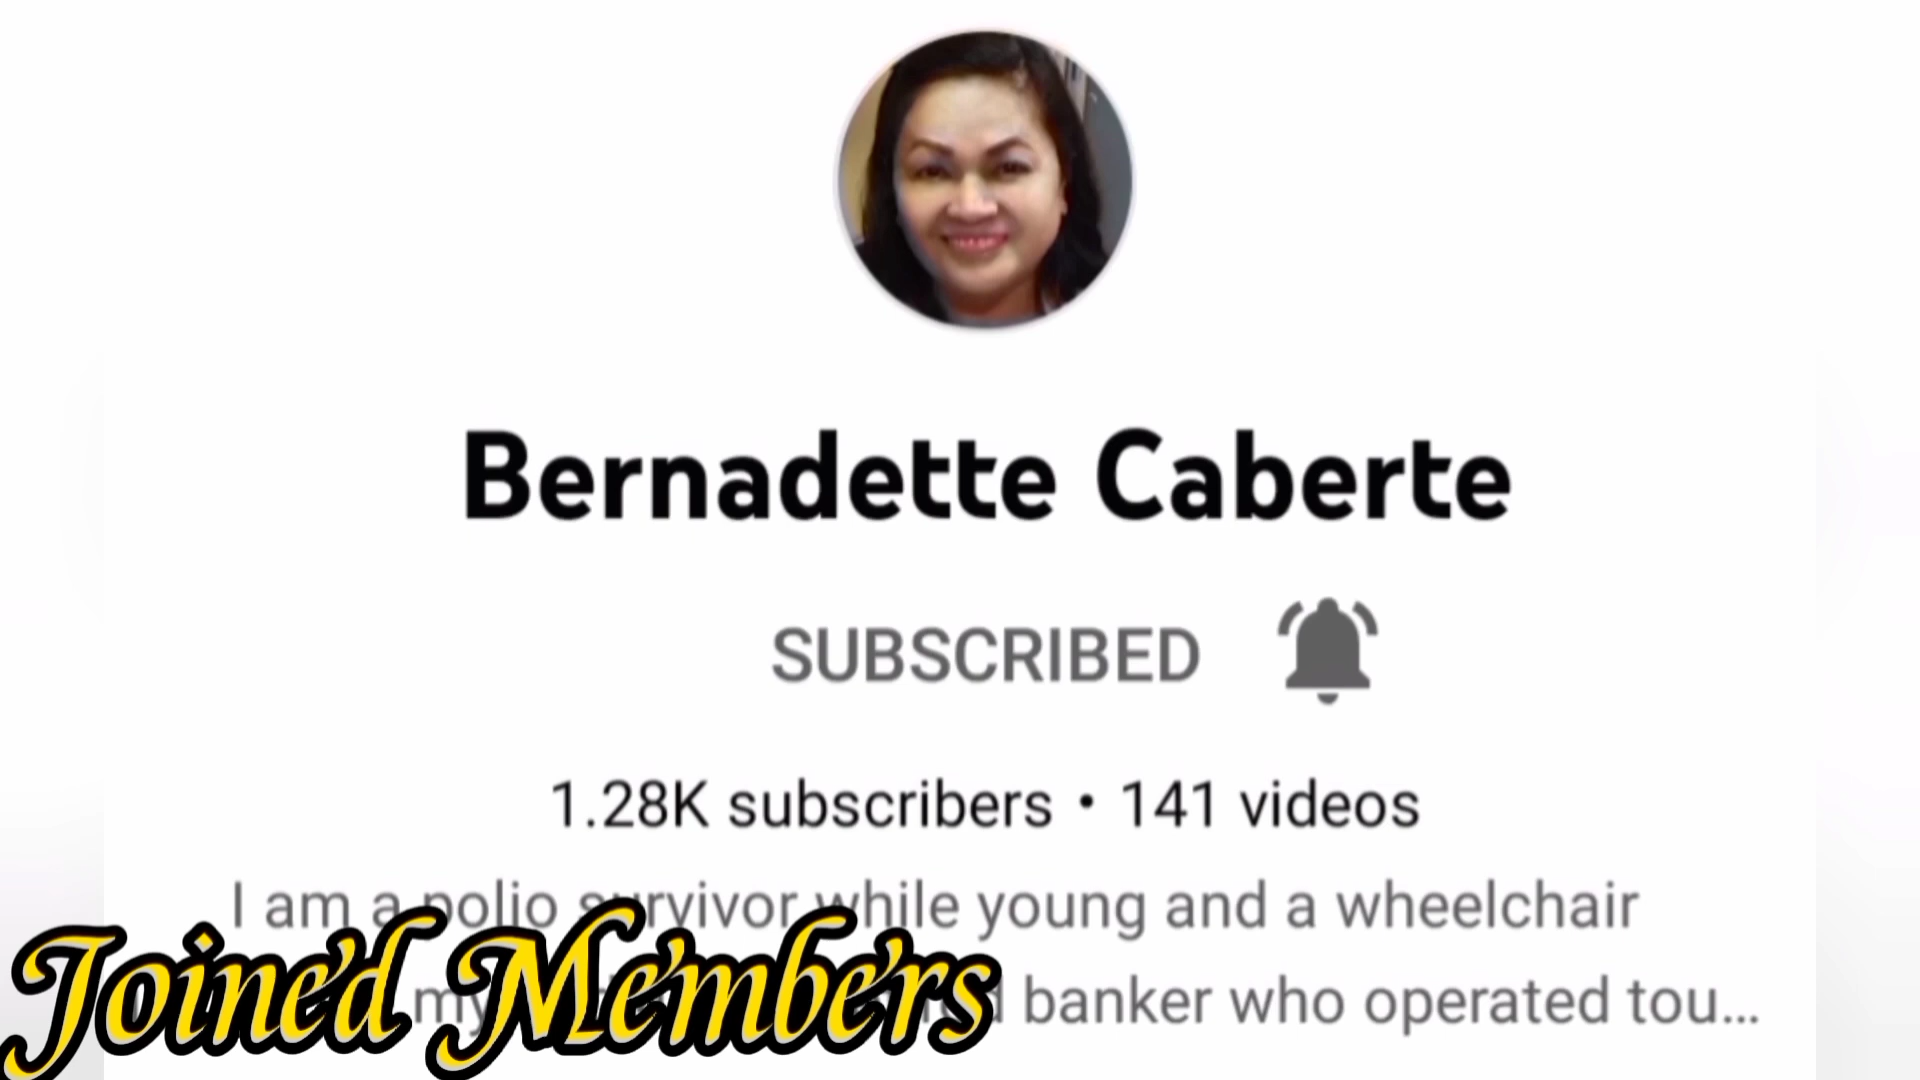 Bernadette Caberte
SUBSCRIBED
1.28K subscribers • 141 videos
I am a polio survivor while young and a wheelchair
my banker who operated tou...
Joined Members